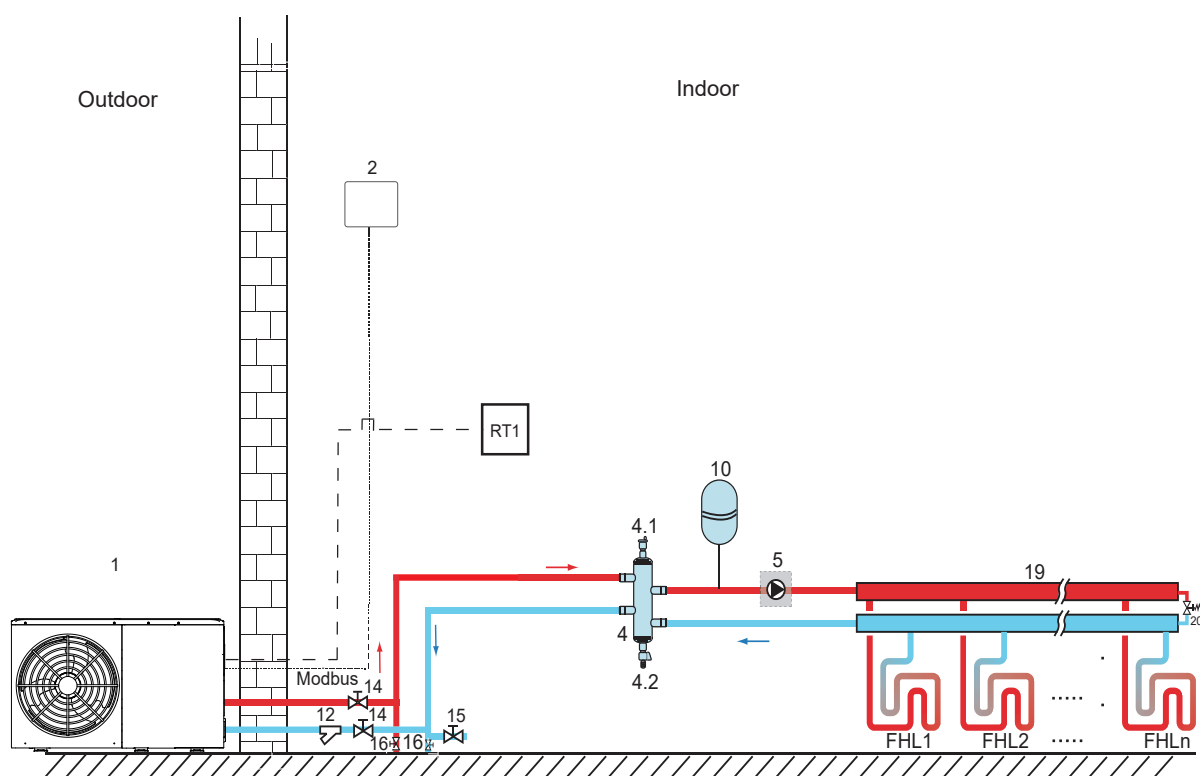 Outdoor
Indoor
2
RT1
10
4.1
5
19
1
4
20
4.2
Modbus
14
12
14
15
16
16
FHL1
FHL2
.....
FHLn
.....